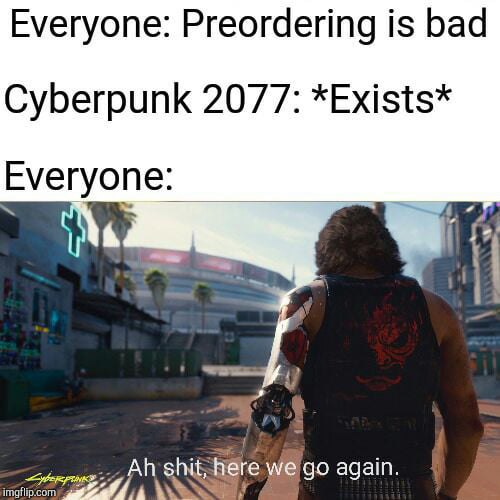 Everyone: Preordering is bad
Cyberpunk 2077: *Exists*
Everyone:
Ah shit, here we go again.
Cyberpunk
imgflip.com